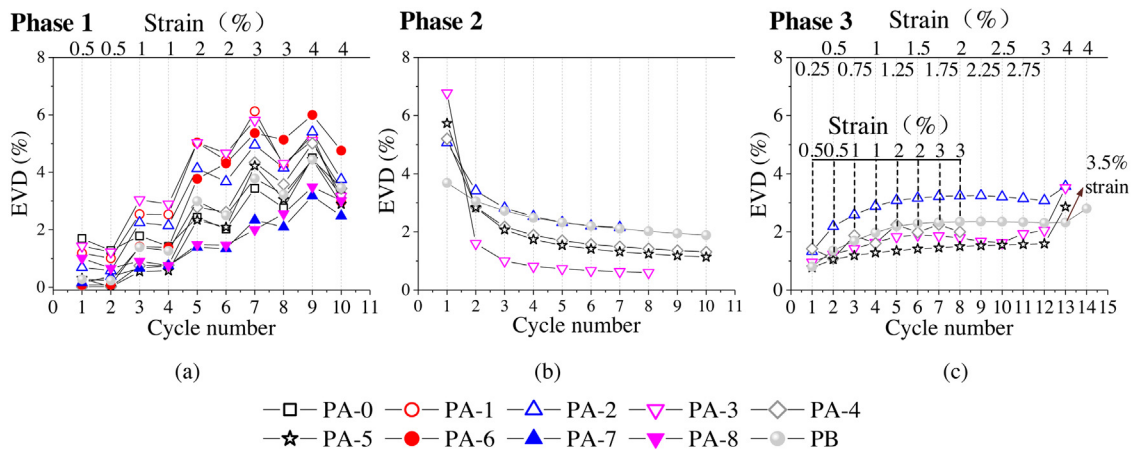 Phase 1
Strain（%）
0.5 0.5 1 1 2 2 3 3 4 4
EVD (%)
8
6
4
2
0
0 1 2 3 4 5 6 7 8 9 10 11
Cycle number
(a)
Phase 2
EVD (%)
8
6
4
2
0
0 1 2 3 4 5 6 7 8 9 10 11
Cycle number
(b)
Phase 3
Strain（%）
0.5 1 1.5 2 2.5 3 4 4
0.25 0.75 1.25 1.75 2.25 2.75
EVD (%)
8
6
4
2
0
Strain（%）
0.5 0.5 1 1 2 2 3 3
3.5%
strain
0 1 2 3 4 5 6 7 8 9 10 11 12 13 14 15
Cycle number
(c)
PA-0 PA-1 PA-2 PA-3 PA-4
PA-5 PA-6 PA-7 PA-8 PB